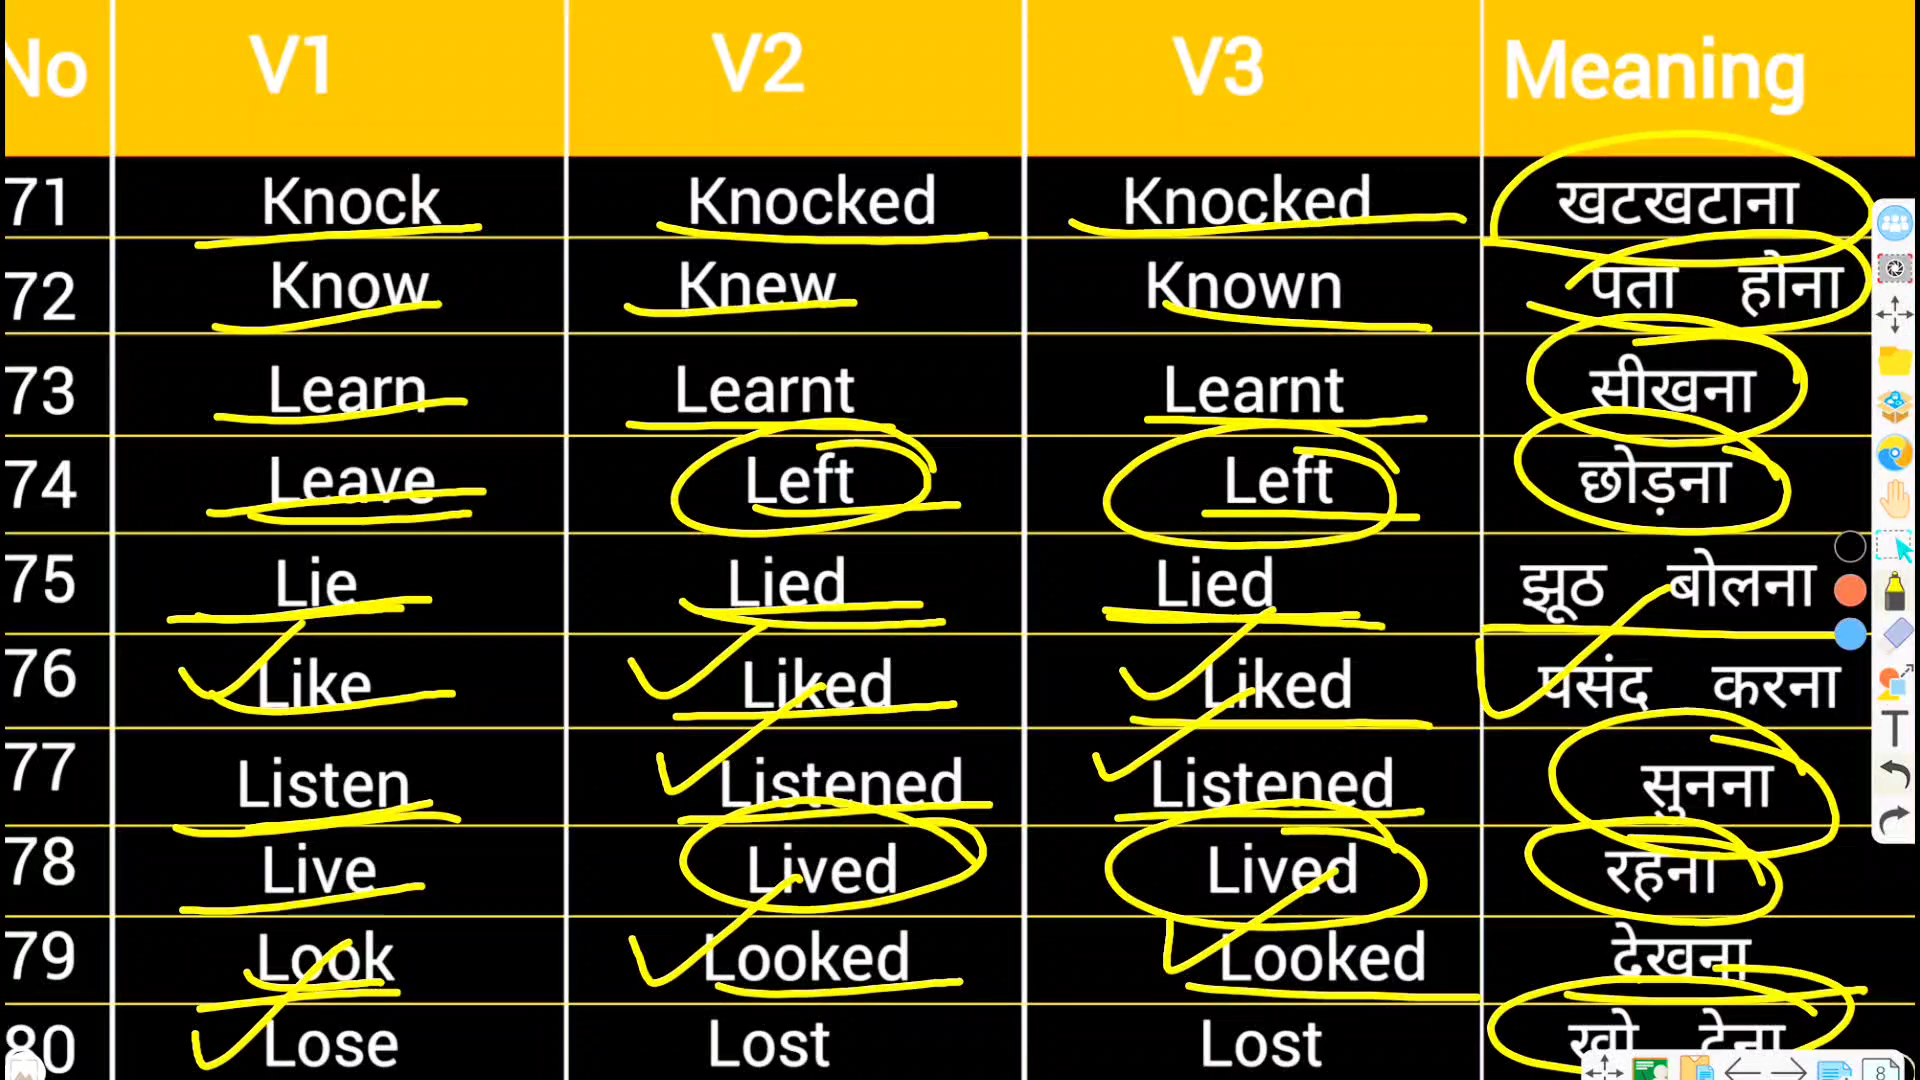 No V1 V2 V3 Meaning
71 Knock Knocked Knocked खटखटाना
72 Know Knew Known पता होना
73 Learn Learnt Learnt सीखना
74 Leave Left Left छोड़ना
75 Lie Lied Lied झूठ बोलना
76 Like Liked Liked पसंद करना
77 Listen Listened Listened सुनना
78 Live Lived Lived रहना
79 Look Looked Looked देखना
80 Lose Lost Lost खो देना
T
8